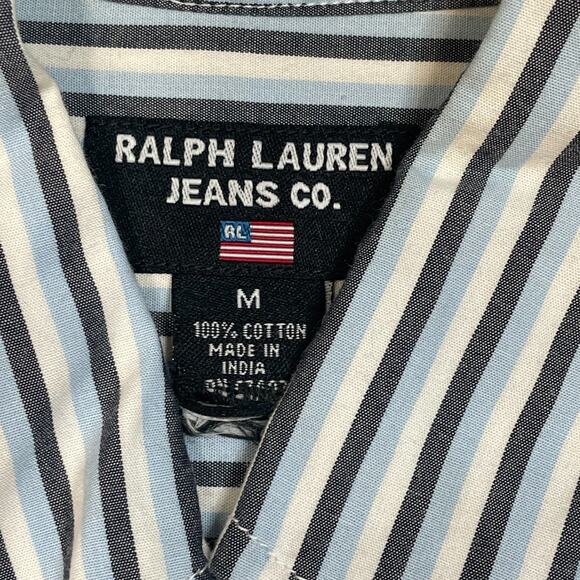 RALPH LAUREN
JEANS CO.
RL
M
100% COTTON
MADE IN
INDIA